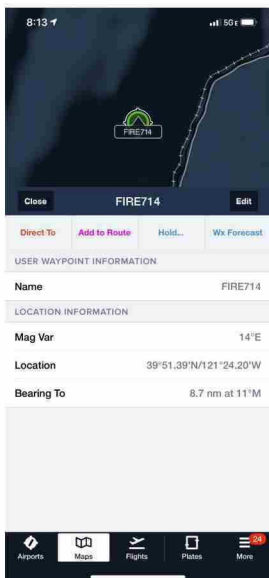 8:13
5G E
FIRE714
Close FIRE714 Edit
Direct To Add to Route Hold... Wx Forecast
USER WAYPOINT INFORMATION
Name FIRE714
LOCATION INFORMATION
Mag Var 14°E
Location 39°51.39'N/121°24.20'W
Bearing To 8.7 nm at 11°M
24
Airports Maps Flights Plates More